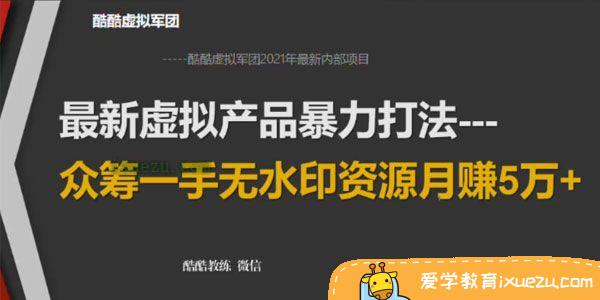 酷酷虚拟军团
-----酷酷虚拟军团2021年最新内部项目
最新虚拟产品暴力打法---
众筹一手无水印资源月赚5万+
酷酷教练 微信
爱学教育ixuezu.com